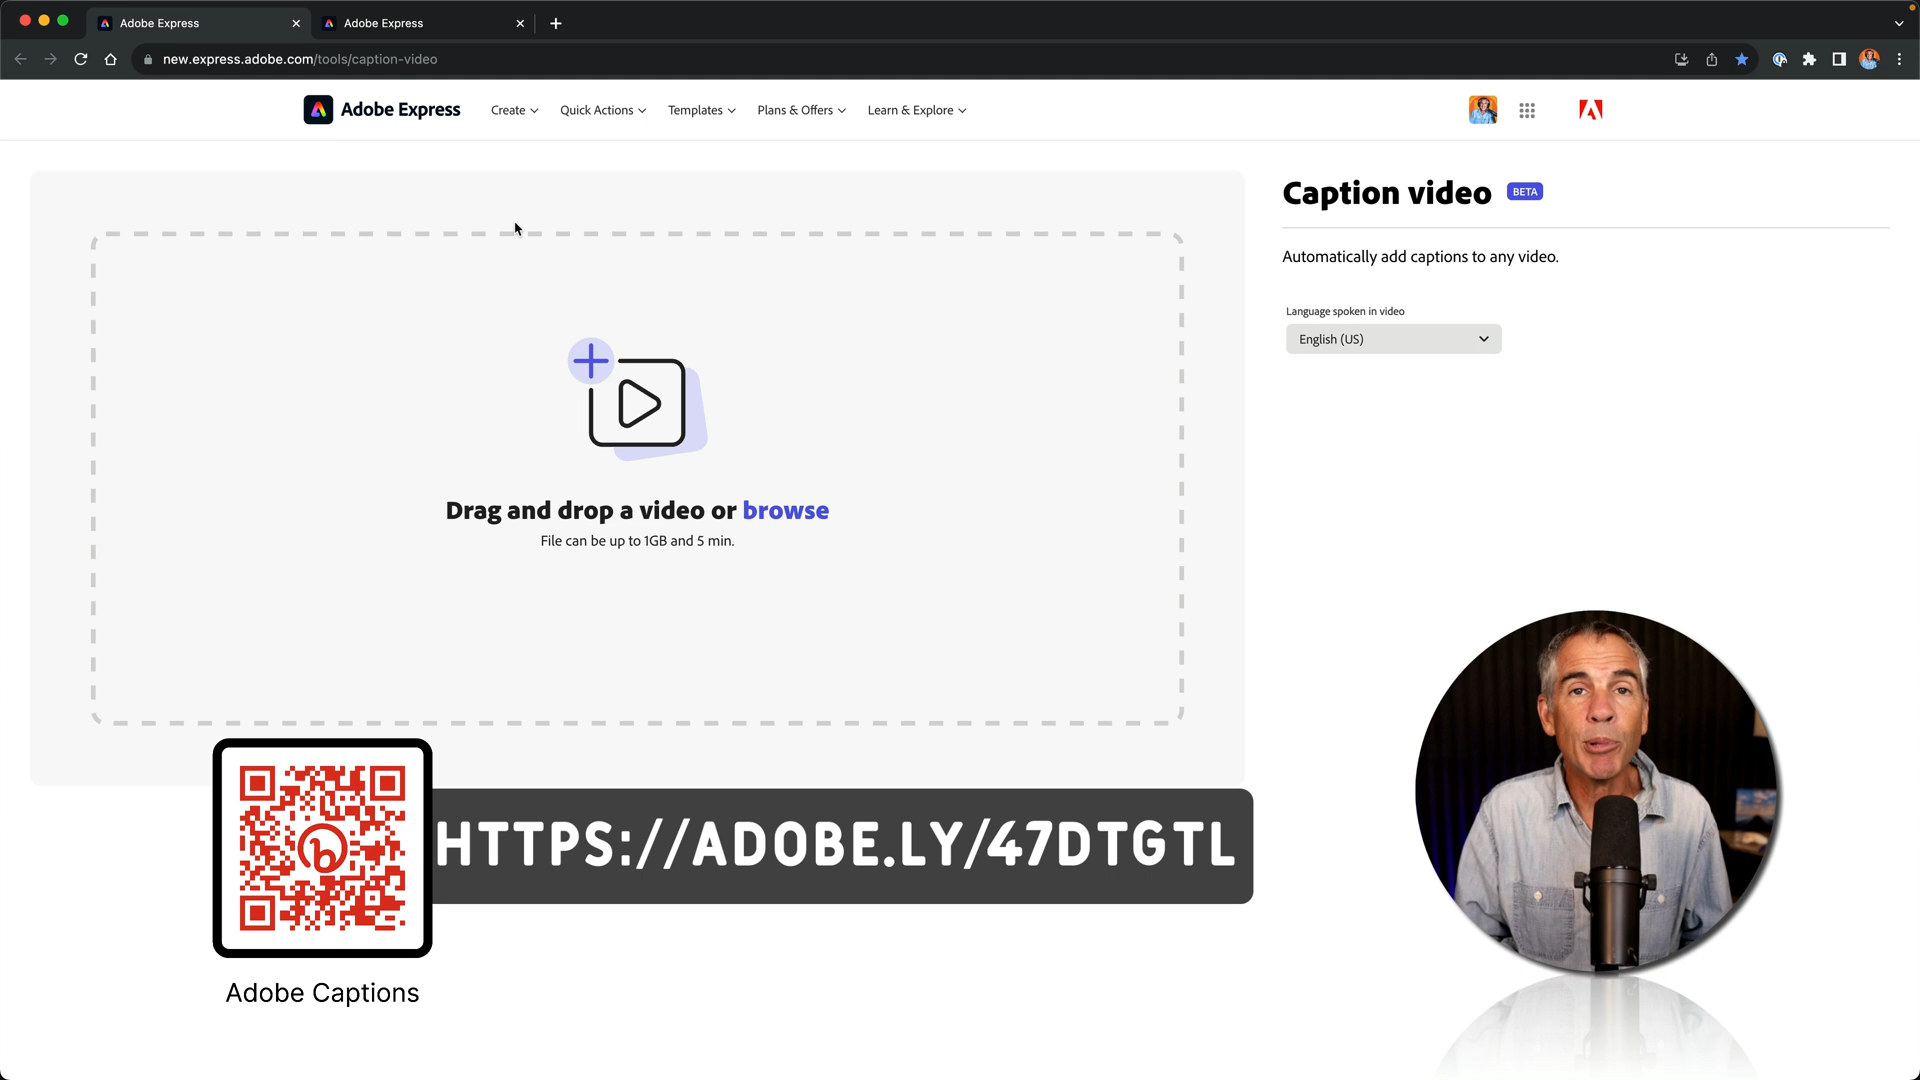 Adobe Express
Adobe Express
new.express.adobe.com/tools/caption-video
Adobe Express
Create
Quick Actions
Templates
Plans & Offers
Learn & Explore
Caption video
BETA
Automatically add captions to any video.
Language spoken in video
English (US)
Drag and drop a video or browse
File can be up to 1GB and 5 min.
HTTPS://ADOBE.LY/47DTGTL
b
Adobe Captions